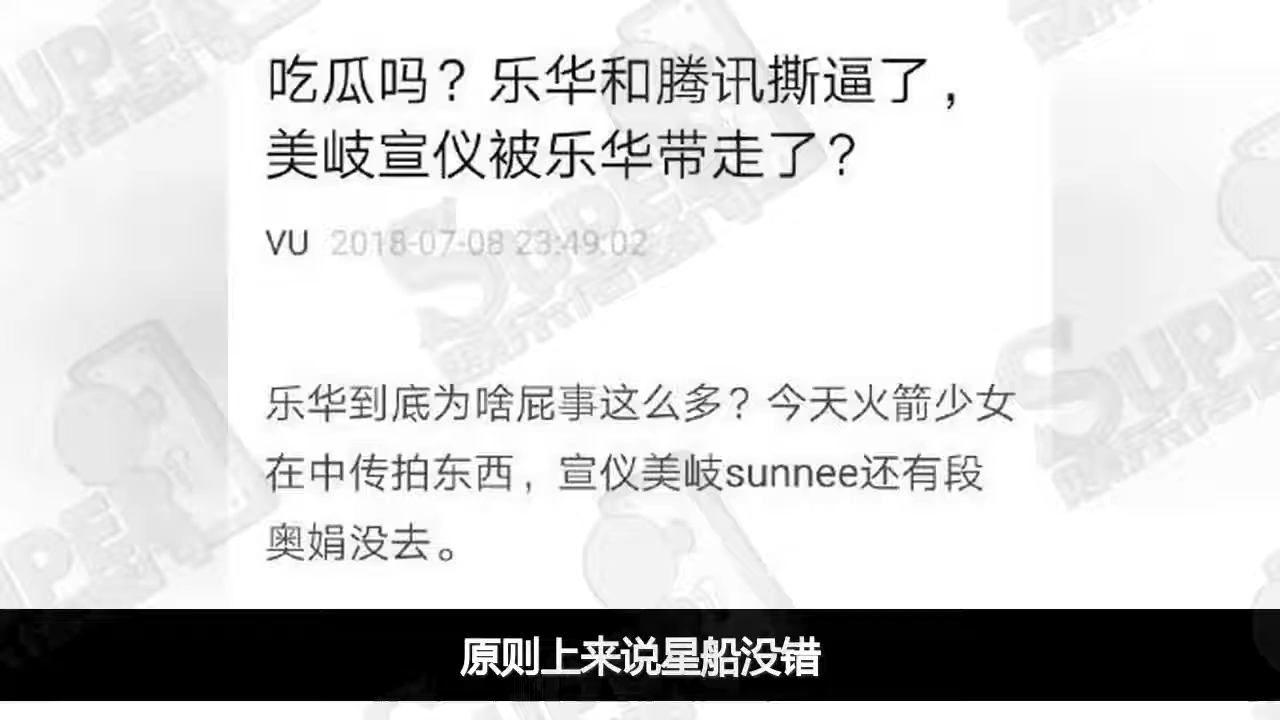 吃瓜吗？乐华和腾讯撕逼了，
美岐宣仪被乐华带走了？
VU 2018-07-08 23:49:02
乐华到底为啥屁事这么多？今天火箭少女
在中传拍东西，宣仪美岐sunnee还有段
奥娟没去。
原则上来说星船没错